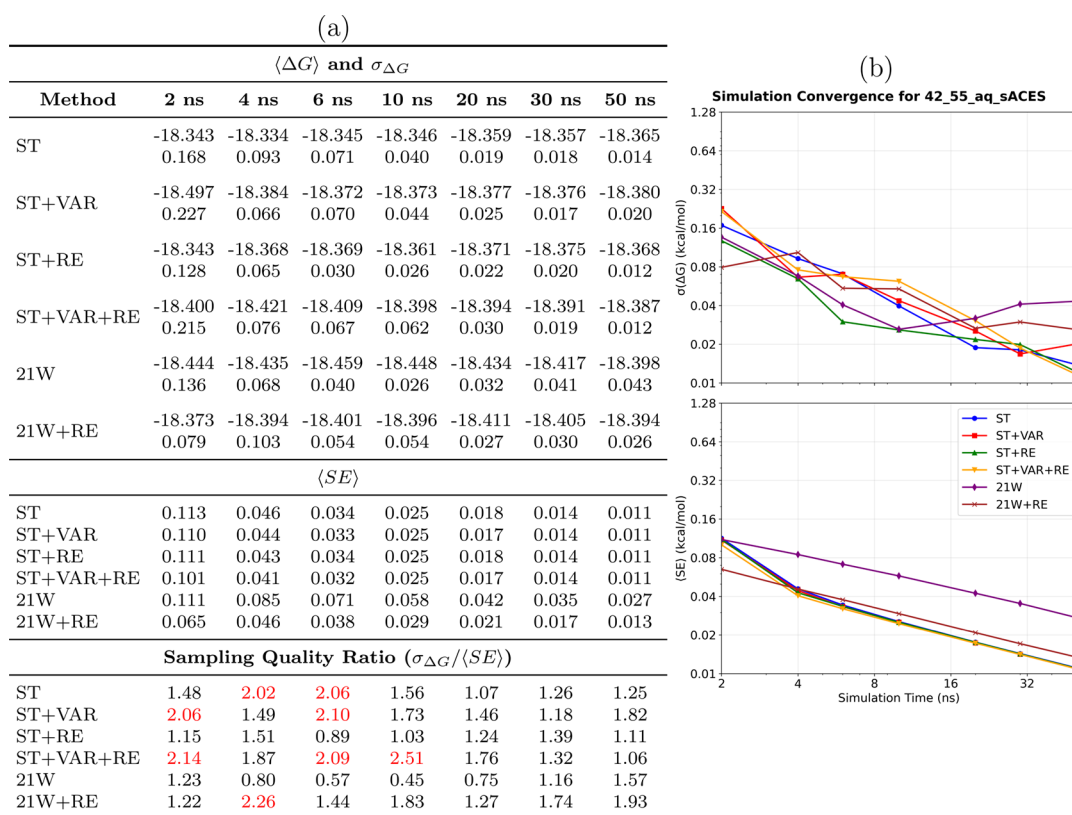 (a)
⟨ΔG⟩ and σΔG
Method 2 ns 4 ns 6 ns 10 ns 20 ns 30 ns 50 ns
ST -18.343 -18.334 -18.345 -18.346 -18.359 -18.357 -18.365
0.168 0.093 0.071 0.040 0.019 0.018 0.014
ST+VAR -18.497 -18.384 -18.372 -18.373 -18.377 -18.376 -18.380
0.227 0.066 0.070 0.044 0.025 0.017 0.020
ST+RE -18.343 -18.368 -18.369 -18.361 -18.371 -18.375 -18.368
0.128 0.065 0.030 0.026 0.022 0.020 0.012
ST+VAR+RE -18.400 -18.421 -18.409 -18.398 -18.394 -18.391 -18.387
0.215 0.076 0.067 0.062 0.030 0.019 0.012
21W -18.444 -18.435 -18.459 -18.448 -18.434 -18.417 -18.398
0.136 0.068 0.040 0.026 0.032 0.041 0.043
21W+RE -18.373 -18.394 -18.401 -18.396 -18.411 -18.405 -18.394
0.079 0.103 0.054 0.054 0.027 0.030 0.026
⟨SE⟩
ST 0.113 0.046 0.034 0.025 0.018 0.014 0.011
ST+VAR 0.110 0.044 0.033 0.025 0.017 0.014 0.011
ST+RE 0.111 0.043 0.034 0.025 0.018 0.014 0.011
ST+VAR+RE 0.101 0.041 0.032 0.025 0.017 0.014 0.011
21W 0.111 0.085 0.071 0.058 0.042 0.035 0.027
21W+RE 0.065 0.046 0.038 0.029 0.021 0.017 0.013
Sampling Quality Ratio (σΔG/⟨SE⟩)
ST 1.48 2.02 2.06 1.56 1.07 1.26 1.25
ST+VAR 2.06 1.49 2.10 1.73 1.46 1.18 1.82
ST+RE 1.15 1.51 0.89 1.03 1.24 1.39 1.11
ST+VAR+RE 2.14 1.87 2.09 2.51 1.76 1.32 1.06
21W 1.23 0.80 0.57 0.45 0.75 1.16 1.57
21W+RE 1.22 2.26 1.44 1.83 1.27 1.74 1.93
(b)
Simulation Convergence for 42_55_aq_sACES
σ(ΔG) (kcal/mol)
1.28
0.64
0.32
0.16
0.08
0.04
0.02
0.01
⟨SE⟩ (kcal/mol)
1.28
0.64
0.32
0.16
0.08
0.04
0.02
0.01
ST
ST+VAR
ST+RE
ST+VAR+RE
21W
21W+RE
2 4 8 16 32
Simulation Time (ns)